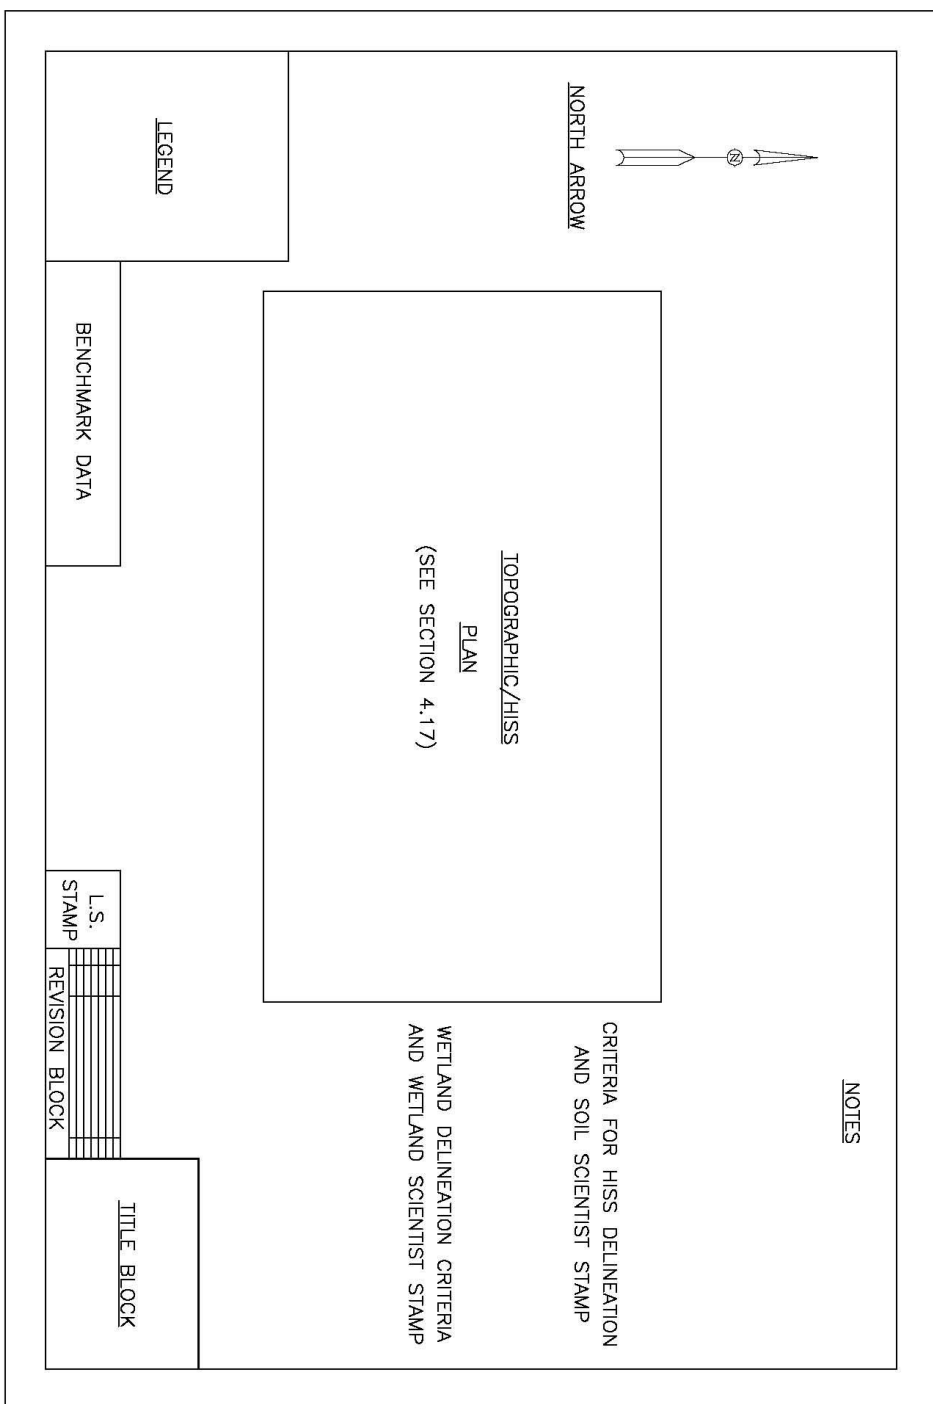 NORTH ARROW
N
NOTES
TOPOGRAPHIC/HISS
PLAN
(SEE SECTION 4.17)
CRITERIA FOR HISS DELINEATION
AND SOIL SCIENTIST STAMP
WETLAND DELINEATION CRITERIA
AND WETLAND SCIENTIST STAMP
LEGEND
BENCHMARK DATA
L.S.
STAMP
REVISION BLOCK
TITLE BLOCK